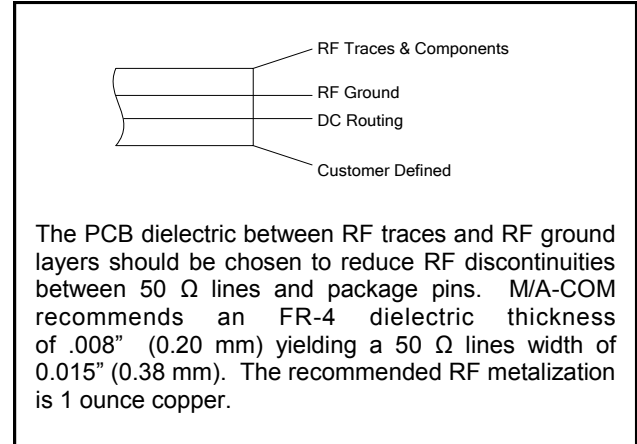 RF Traces & Components
RF Ground
DC Routing
Customer Defined
The PCB dielectric between RF traces and RF ground
layers should be chosen to reduce RF discontinuities
between 50 Ω lines and package pins. M/A-COM
recommends an FR-4 dielectric thickness
of .008” (0.20 mm) yielding a 50 Ω lines width of
0.015” (0.38 mm). The recommended RF metalization
is 1 ounce copper.